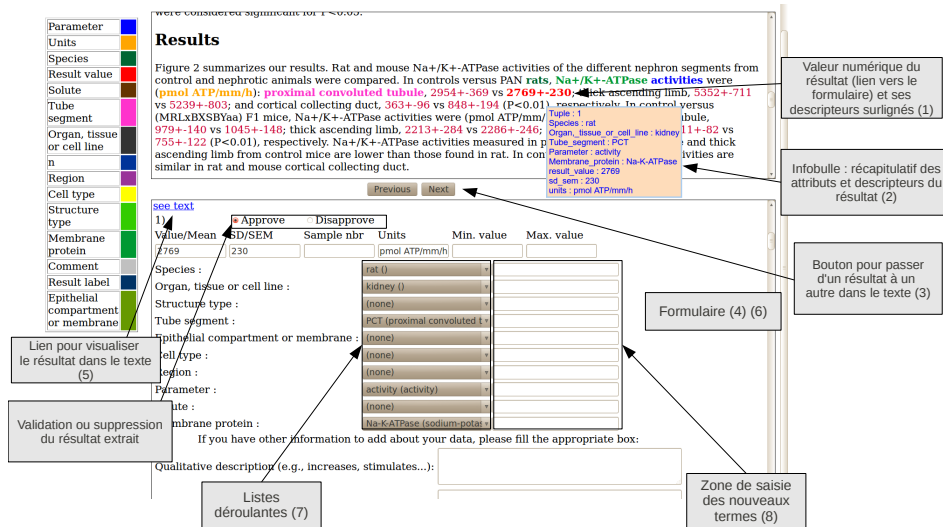 were considered significant for P<0.05.
Parameter
Units
Species
Result value
Solute
Tube
segment
Organ, tissue
or cell line
n
Region
Cell type
Structure
type
Membrane
protein
Comment
Result label
Epithelial
compartment
or membrane
Results
Figure 2 summarizes our results. Rat and mouse Na+/K+-ATPase activities of the different nephron segments from
control and nephrotic animals were compared. In controls versus PAN rats, Na+/K+-ATPase activities were
(pmol ATP/mm/h): proximal convoluted tubule, 2954+-369 vs 2769+-230; thick ascending limb, 5352+-711
vs 5239+-803; and cortical collecting duct, 363+-96 vs 848+-194 (P<0.01), respectively. In control versus
(MRLxBXSBYaa) F1 mice, Na+/K+-ATPase activities were (pmol ATP/mm/
bule,
979+-140 vs 1045+-148; thick ascending limb, 2213+-284 vs 2286+-246;
11+-82 vs
755+-122 (P<0.01), respectively. Na+/K+-ATPase activities measured in p
e and thick
ascending limb from control mice are lower than those found in rat. In con
ivities are
similar in rat and mouse cortical collecting duct.
Tuple : 1
Species : rat
Organ,_tissue_or_cell_line : kidney
Tube_segment : PCT
Parameter : activity
Membrane_protein : Na-K-ATPase
result_value : 2769
sd_sem : 230
units : pmol ATP/mm/h
Previous Next
see text
1)
Approve Disapprove
Value/Mean SD/SEM Sample nbr Units Min. value Max. value
2769 230 pmol ATP/mm/h
Species : rat ()
Organ, tissue or cell line : kidney ()
Structure type : (none)
Tube segment : PCT (proximal convoluted t
Epithelial compartment or membrane : (none)
Cell type : (none)
Region : (none)
Parameter : activity (activity)
ute : (none)
mbrane protein : Na-K-ATPase (sodium-pota
If you have other information to add about your data, please fill the appropriate box:
Qualitative description (e.g., increases, stimulates...):
Valeur numérique du
résultat (lien vers le
formulaire) et ses
descripteurs surlignés (1)
Infobulle : récapitulatif des
attributs et descripteurs du
résultat (2)
Bouton pour passer
d'un résultat à un
autre dans le texte (3)
Formulaire (4) (6)
Lien pour visualiser
le résultat dans le texte
(5)
Validation ou suppression
du résultat extrait
Listes
déroulantes (7)
Zone de saisie
des nouveaux
termes (8)